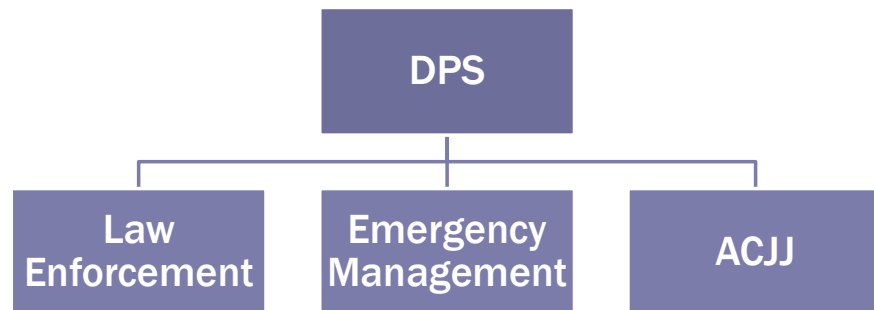 DPS
Law
Enforcement
Emergency
Management
ACJJ